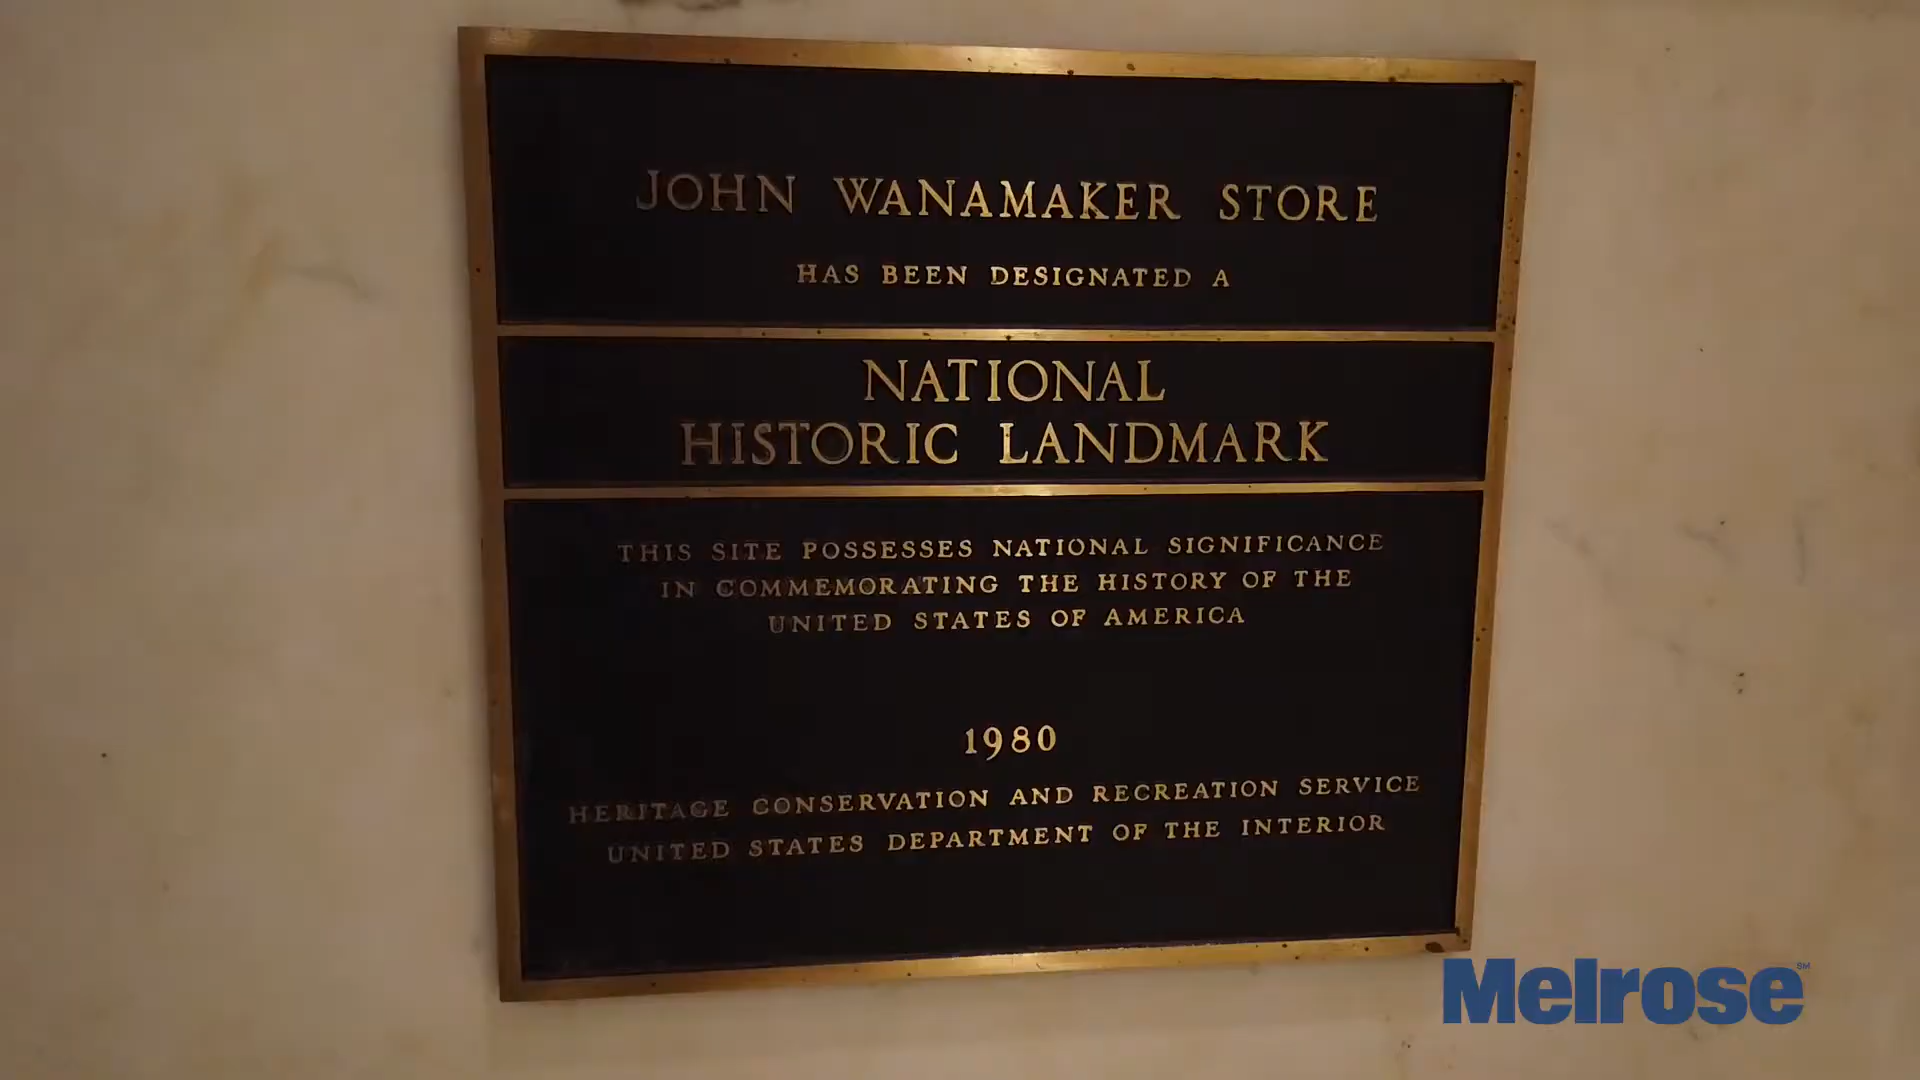 JOHN WANAMAKER STORE
HAS BEEN DESIGNATED A
NATIONAL
HISTORIC LANDMARK
THIS SITE POSSESSES NATIONAL SIGNIFICANCE
IN COMMEMORATING THE HISTORY OF THE
UNITED STATES OF AMERICA
1980
HERITAGE CONSERVATION AND RECREATION SERVICE
UNITED STATES DEPARTMENT OF THE INTERIOR
Melrose℠